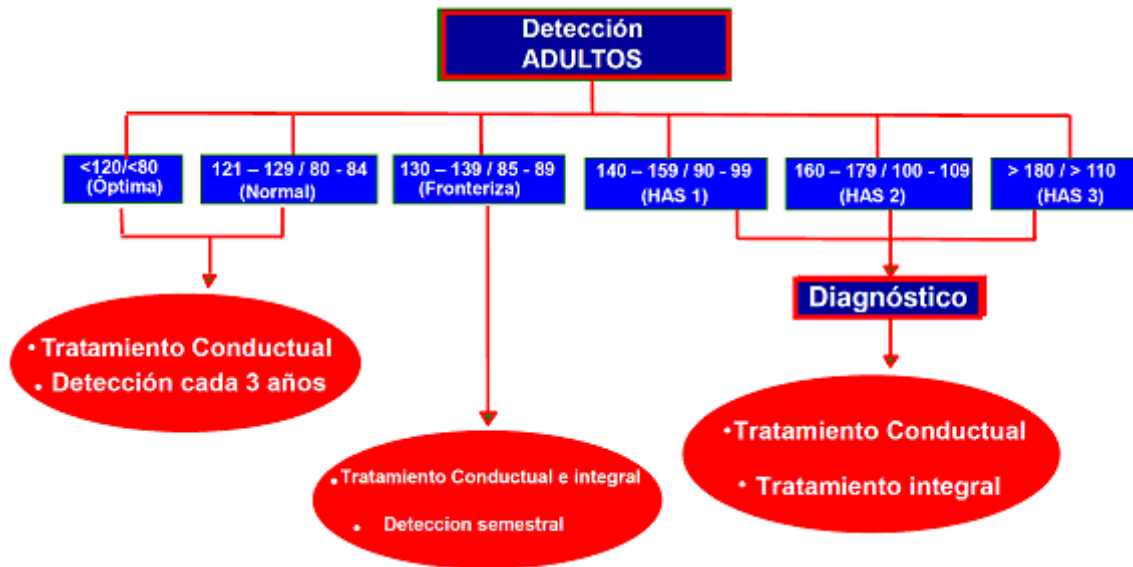 Detección
ADULTOS
<120/<80
(Óptima)
121 – 129 / 80 - 84
(Normal)
130 – 139 / 85 - 89
(Fronteriza)
140 – 159 / 90 - 99
(HAS 1)
160 – 179 / 100 - 109
(HAS 2)
> 180 / > 110
(HAS 3)
Diagnóstico
• Tratamiento Conductual
• Detección cada 3 años
•Tratamiento Conductual e integral
• Deteccion semestral
•Tratamiento Conductual
• Tratamiento integral